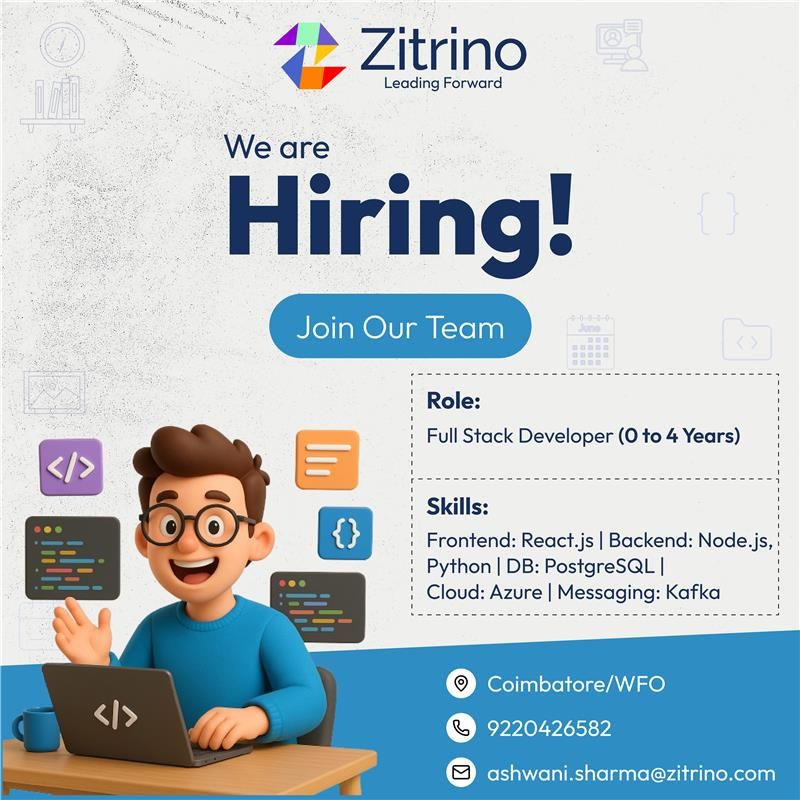 Zitrino
Leading Forward
We are
Hiring!
Join Our Team
June
Role:
Full Stack Developer (0 to 4 Years)
Skills:
Frontend: React.js | Backend: Node.js,
Python | DB: PostgreSQL |
Cloud: Azure | Messaging: Kafka
</>
{}
</>
{}
< >
Coimbatore/WFO
9220426582
ashwani.sharma@zitrino.com